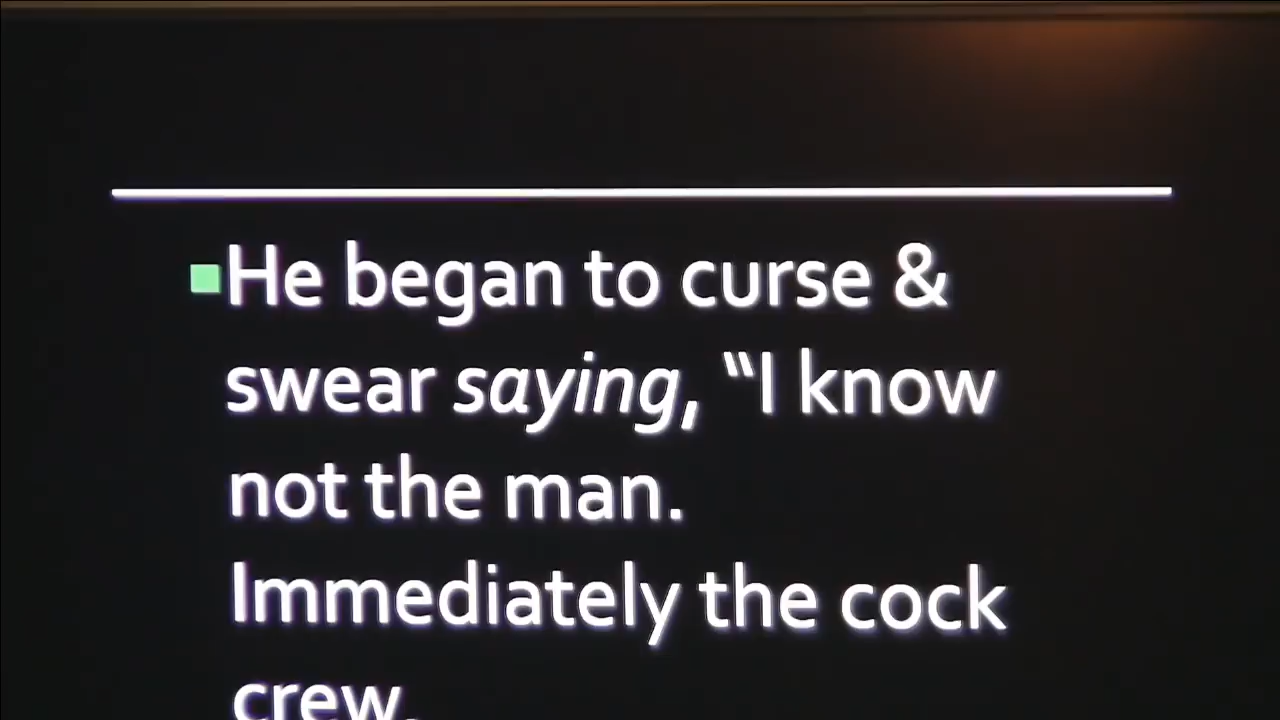 He began to curse &
swear saying, “I know
not the man.
Immediately the cock
crew.